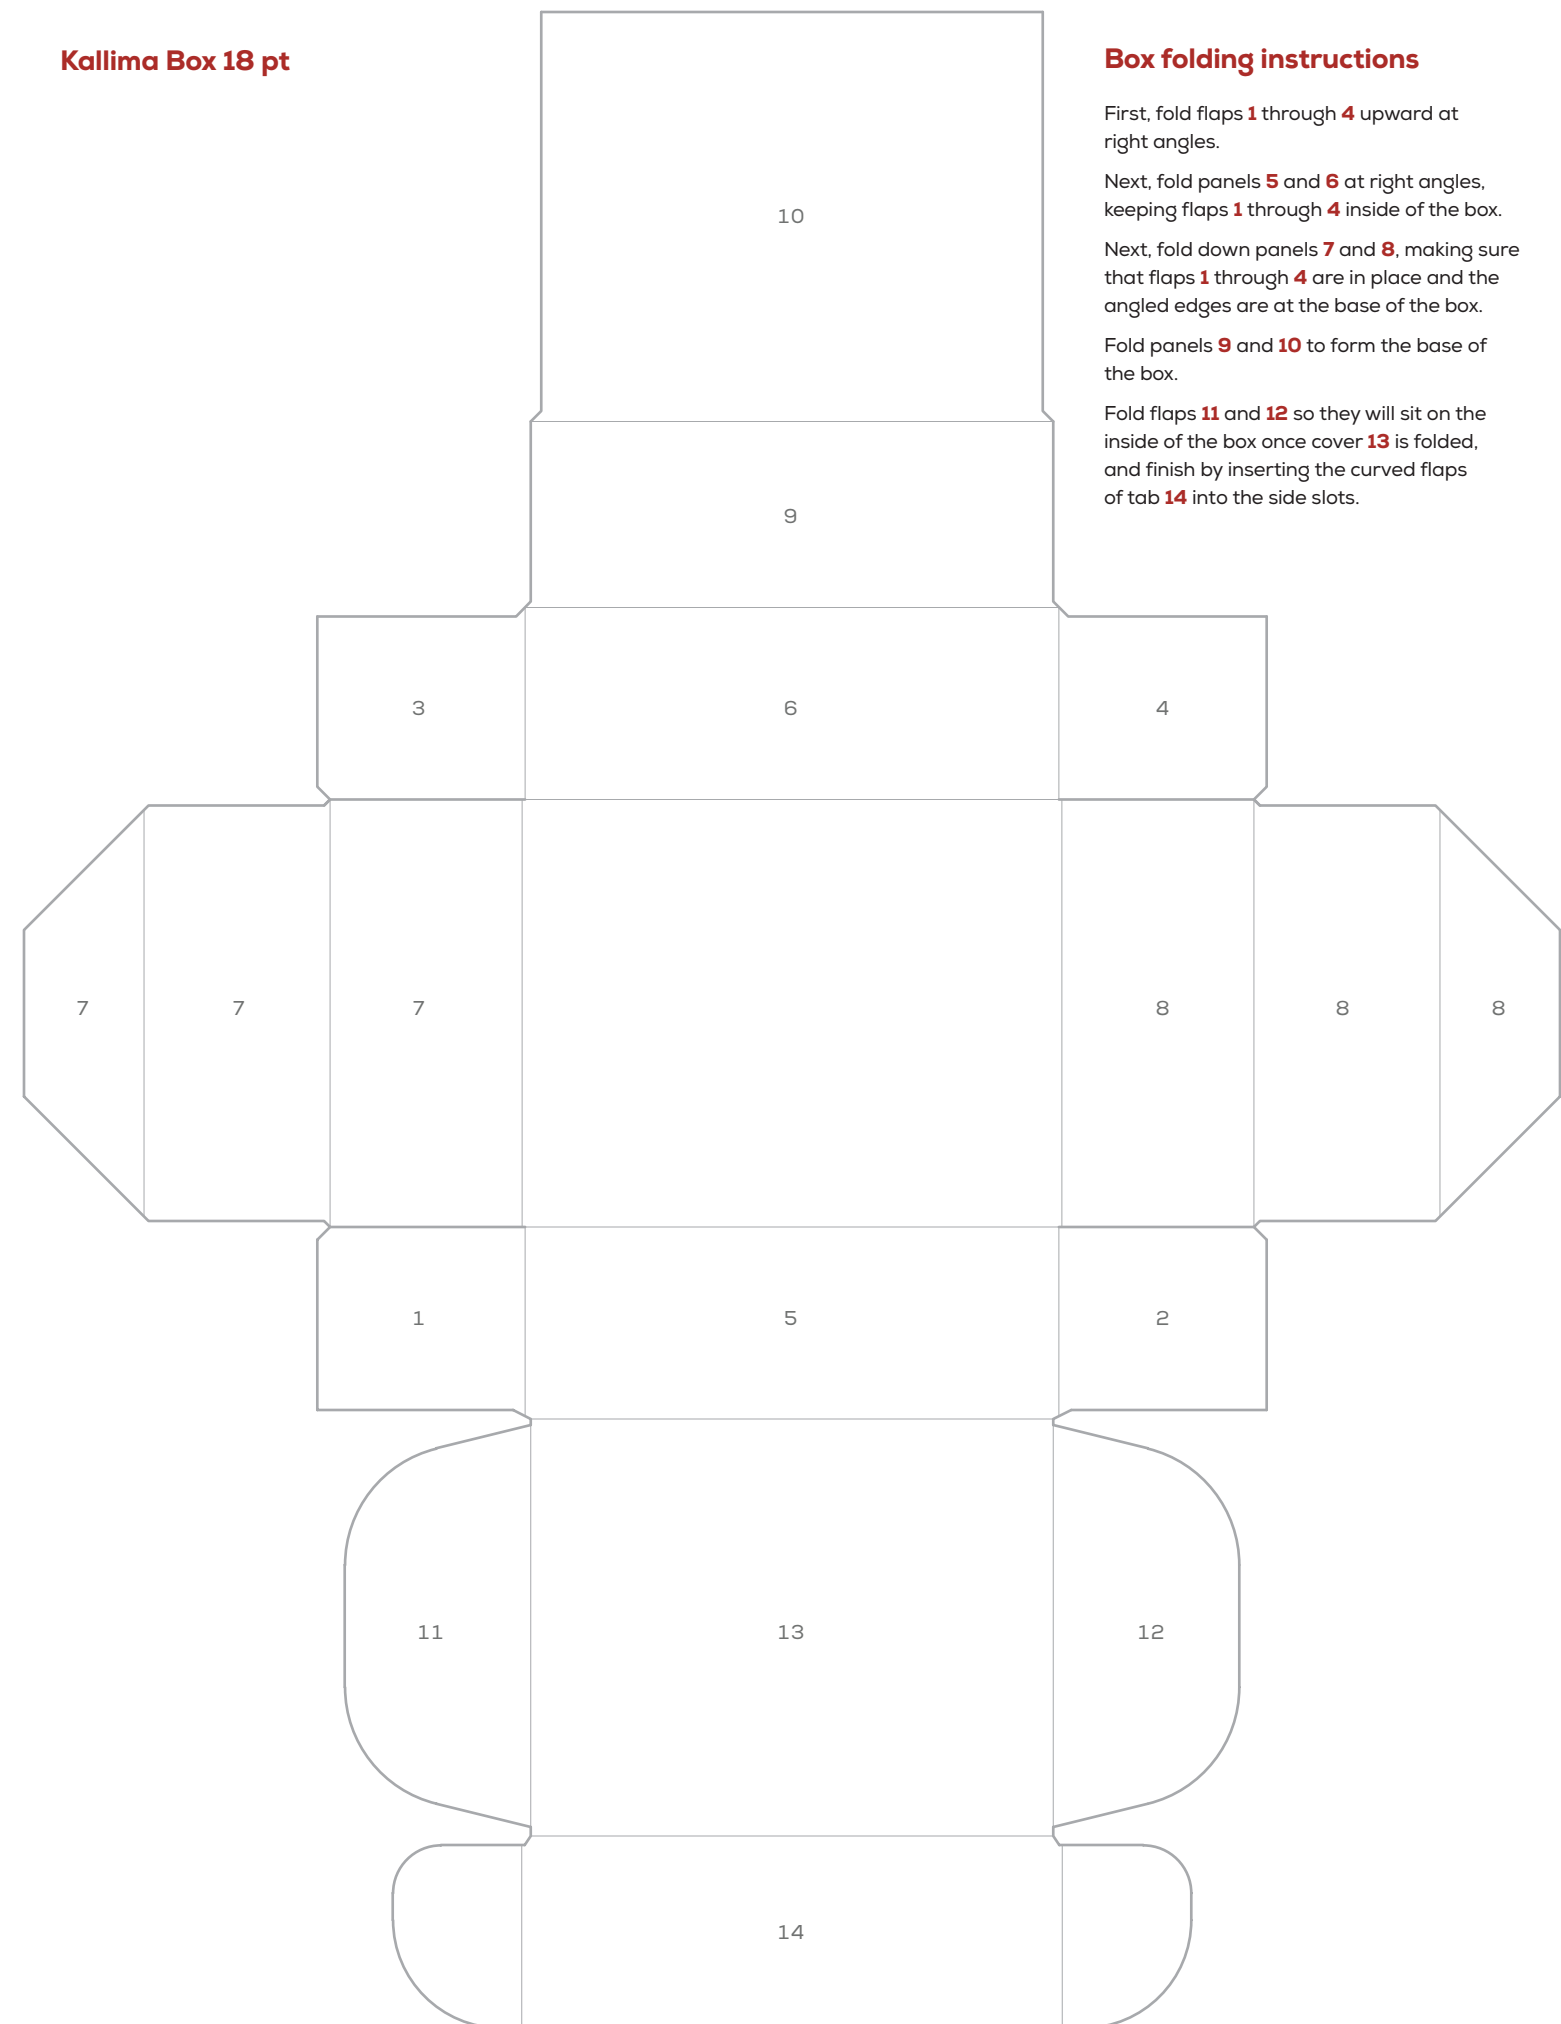 Kallima Box 18 pt
Box folding instructions
First, fold flaps 1 through 4 upward at
right angles.
Next, fold panels 5 and 6 at right angles,
keeping flaps 1 through 4 inside of the box.
Next, fold down panels 7 and 8, making sure
that flaps 1 through 4 are in place and the
angled edges are at the base of the box.
Fold panels 9 and 10 to form the base of
the box.
Fold flaps 11 and 12 so they will sit on the
inside of the box once cover 13 is folded,
and finish by inserting the curved flaps
of tab 14 into the side slots.
10
9
3 6 4
7 7 7 8 8 8
1 5 2
11 13 12
14